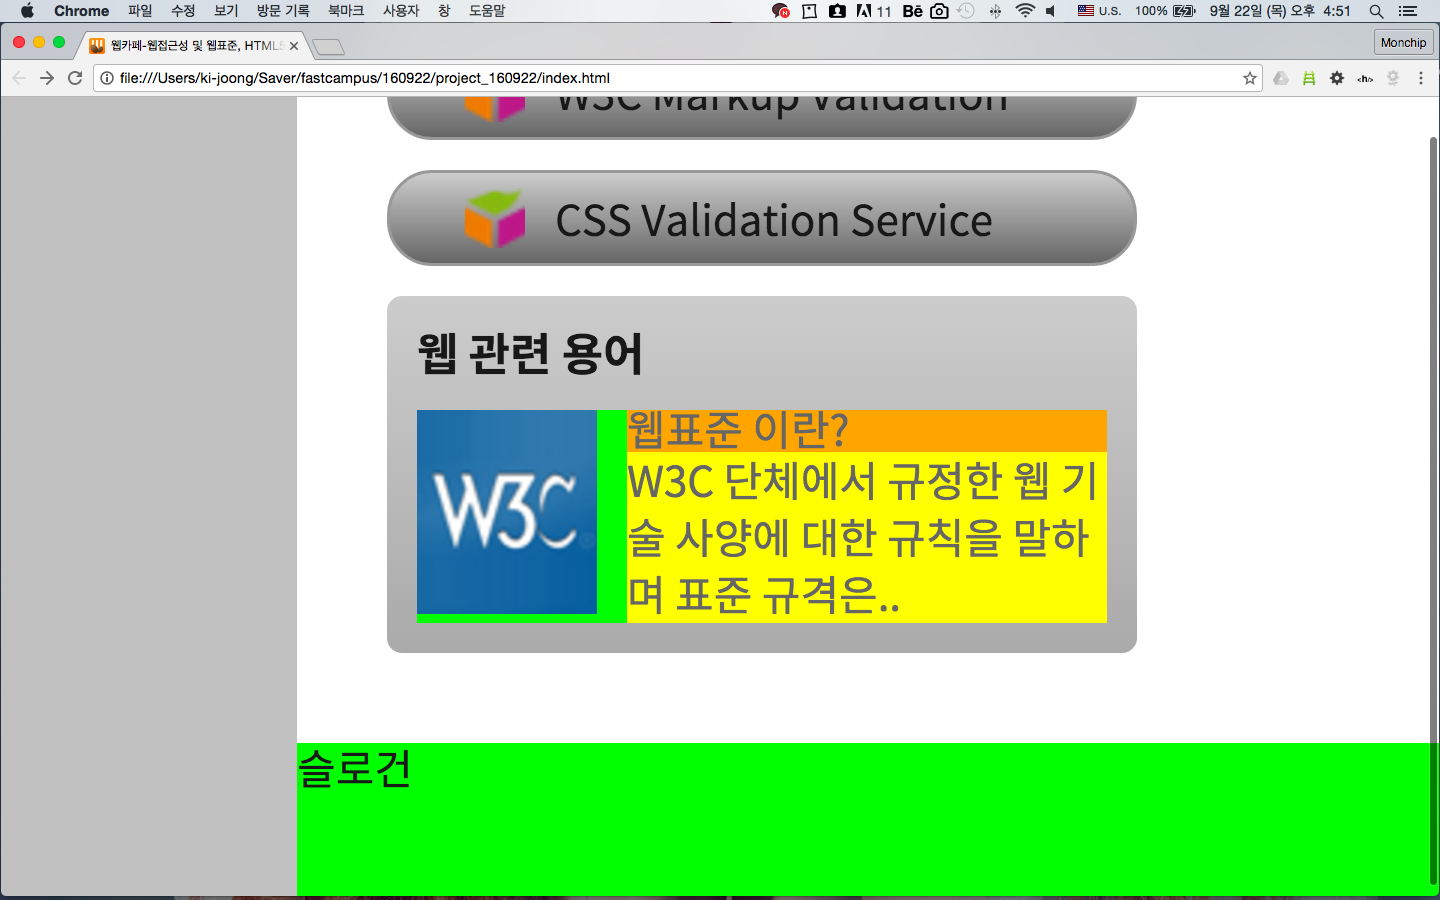 Chrome 파일 수정 보기 방문 기록 북마크 사용자 창 도움말 11 Bē U.S. 100% 9월 22일 (목) 오후 4:51
웹카페-웹접근성 및 웹표준, HTML5
Monchip
file:///Users/ki-joong/Saver/fastcampus/160922/project_160922/index.html
W3C Markup Validation
CSS Validation Service
웹 관련 용어
W3C
웹표준 이란?
W3C 단체에서 규정한 웹 기
술 사양에 대한 규칙을 말하
며 표준 규격은..
슬로건